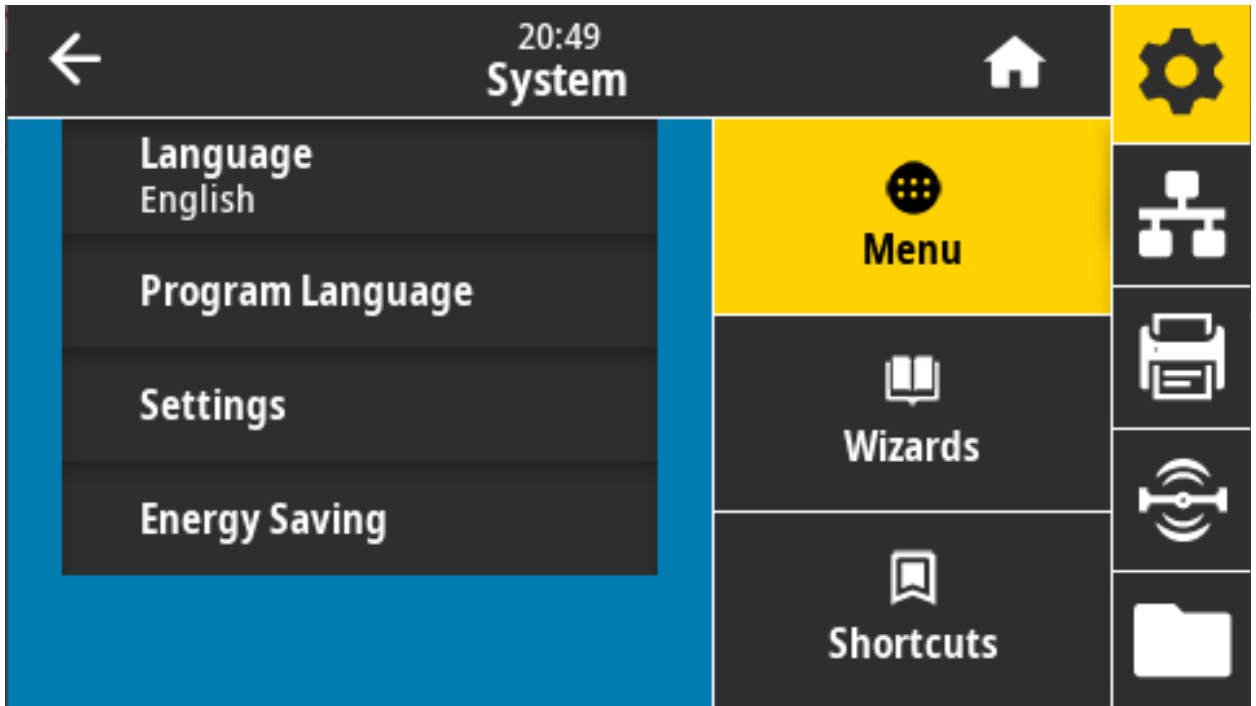 20:49
System
Language
English
Program Language
Settings
Energy Saving
Menu
Wizards
Shortcuts